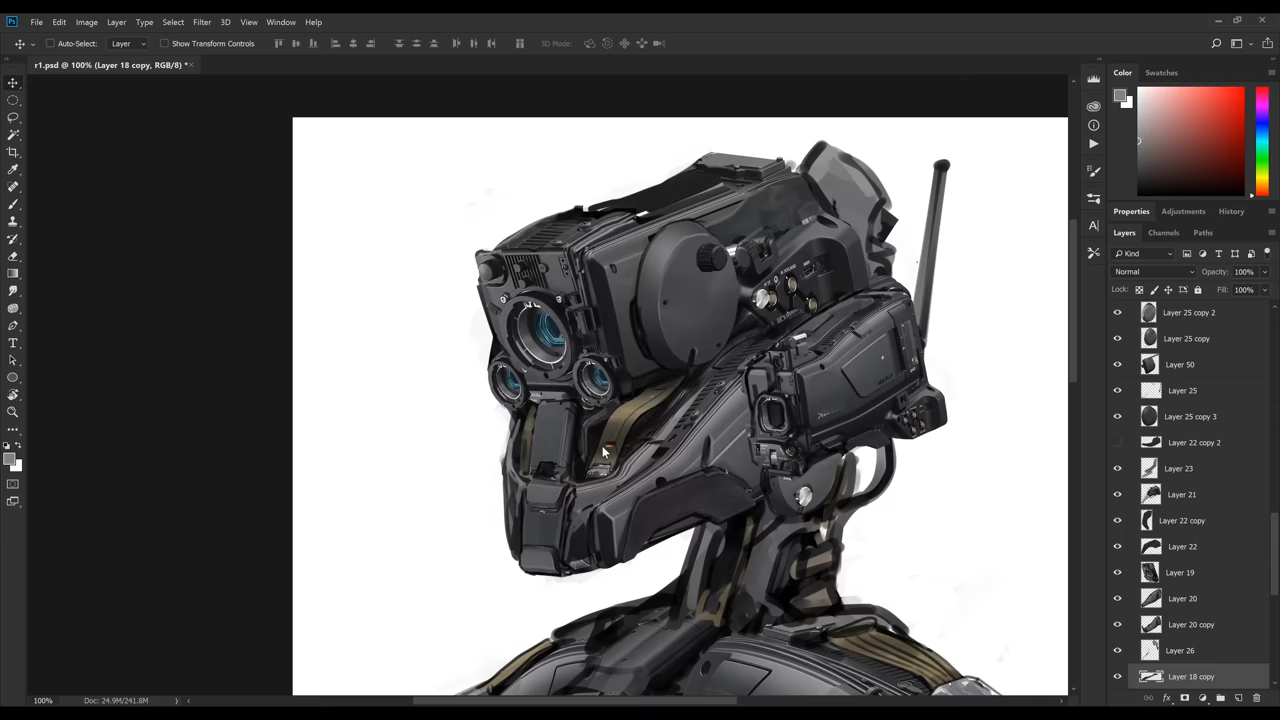 Ps File Edit Image Layer Type Select Filter 3D View Window Help
Auto-Select: Layer Show Transform Controls 3D Mode:
r1.psd @ 100% (Layer 18 copy, RGB/8) *
Color Swatches
Properties Adjustments History
Layers Channels Paths
Kind
Normal Opacity: 100%
Lock: Fill: 100%
Layer 25 copy 2
Layer 25 copy
Layer 50
Layer 25
Layer 25 copy 3
Layer 22 copy 2
Layer 23
Layer 21
Layer 22 copy
Layer 22
Layer 19
Layer 20
Layer 20 copy
Layer 26
Layer 18 copy
100% Doc: 24.9M/241.8M